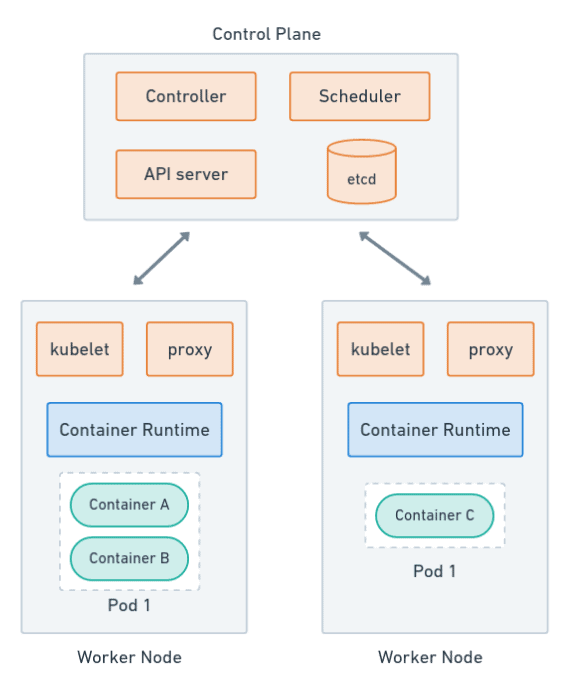 Control Plane
Controller
Scheduler
API server
etcd
kubelet
proxy
Container Runtime
Container A
Container B
Pod 1
Worker Node
kubelet
proxy
Container Runtime
Container C
Pod 1
Worker Node